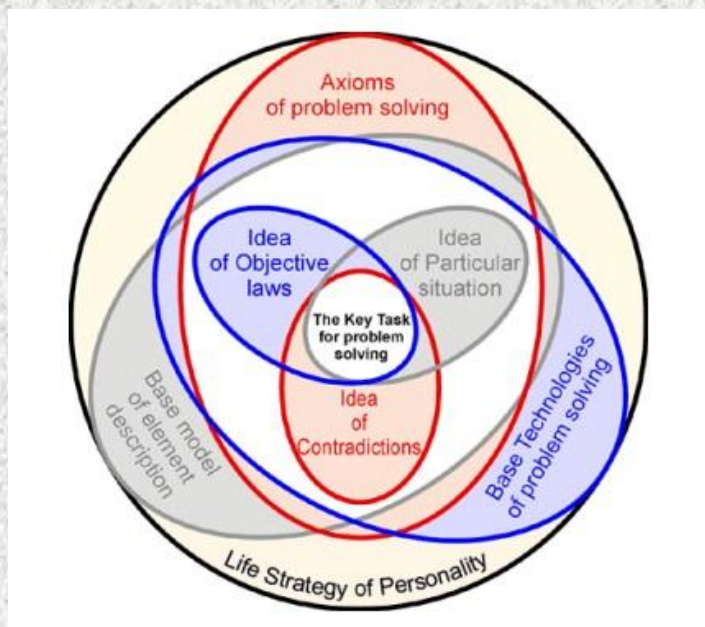 Axioms
of problem solving
Idea
of Objective
laws
Idea
of Particular
situation
The Key Task
for problem
solving
Idea
of
Contradictions
Base model
of element
description
Base Technologies
of problem solving
Life Strategy of Personality